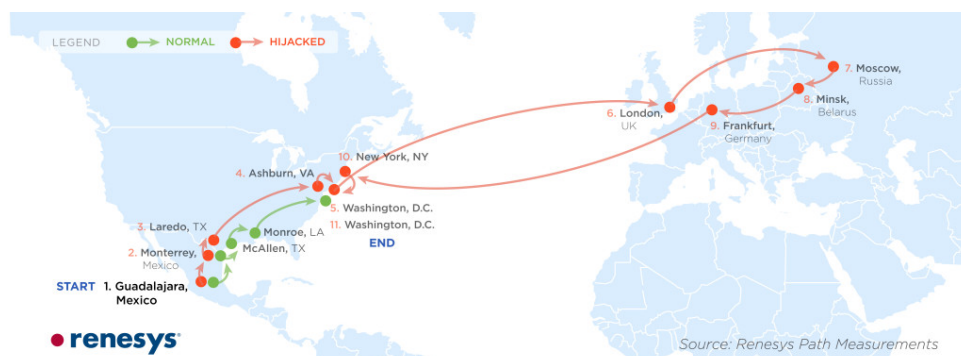 LEGEND NORMAL HIJACKED
7. Moscow,
Russia
6. London,
UK
8. Minsk,
Belarus
9. Frankfurt,
Germany
10. New York, NY
4. Ashburn, VA
5. Washington, D.C.
11. Washington, D.C.
END
3. Laredo, TX
Monroe, LA
McAllen, TX
2. Monterrey,
Mexico
START 1. Guadalajara,
Mexico
renesys
Source: Renesys Path Measurements